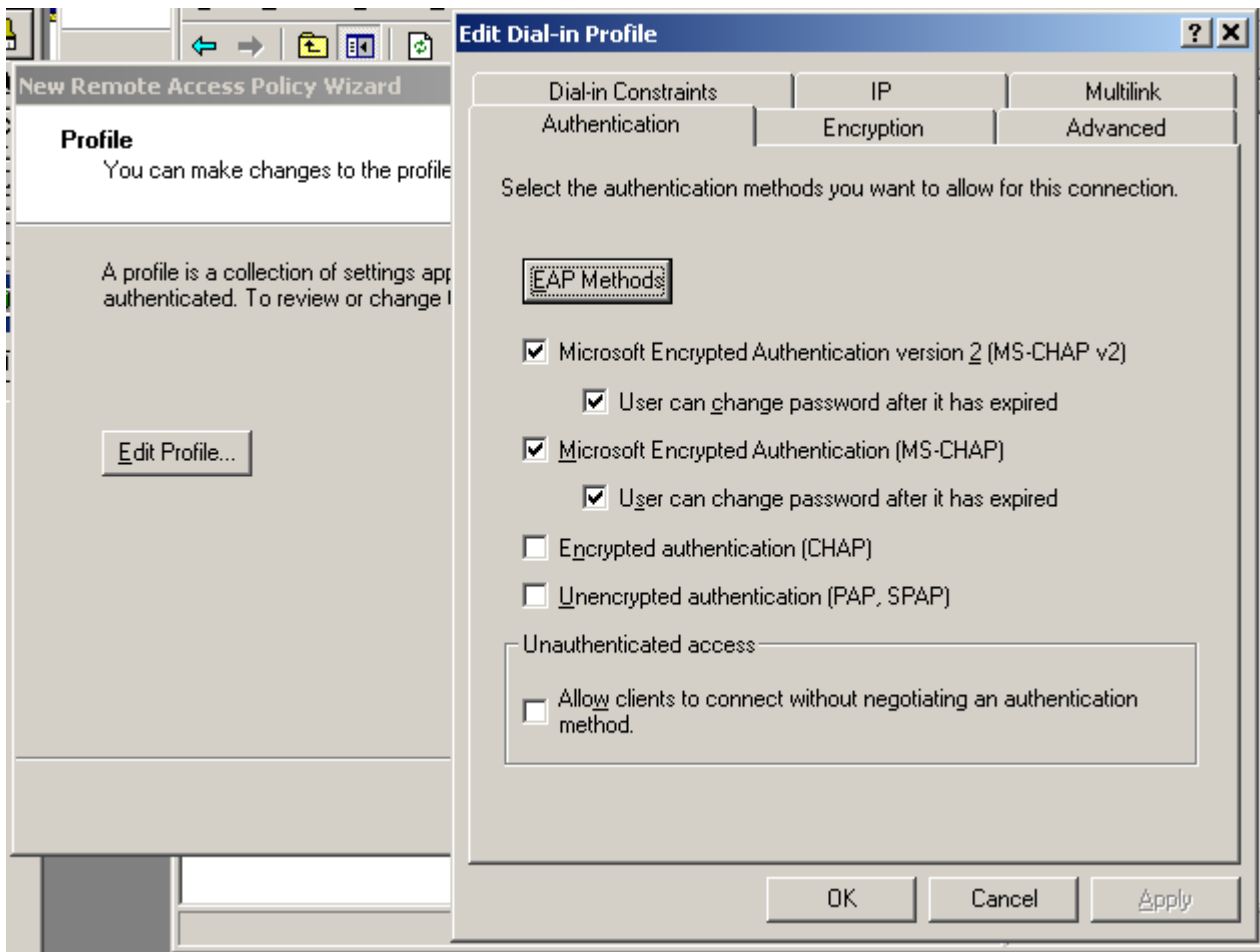 New Remote Access Policy Wizard
Profile
You can make changes to the profile
A profile is a collection of settings app
authenticated. To review or change
Edit Profile...
Edit Dial-in Profile
Dial-in Constraints
IP
Multilink
Authentication
Encryption
Advanced
Select the authentication methods you want to allow for this connection.
EAP Methods
Microsoft Encrypted Authentication version 2 (MS-CHAP v2)
User can change password after it has expired
Microsoft Encrypted Authentication (MS-CHAP)
User can change password after it has expired
Encrypted authentication (CHAP)
Unencrypted authentication (PAP, SPAP)
Unauthenticated access
Allow clients to connect without negotiating an authentication
method.
OK
Cancel
Apply